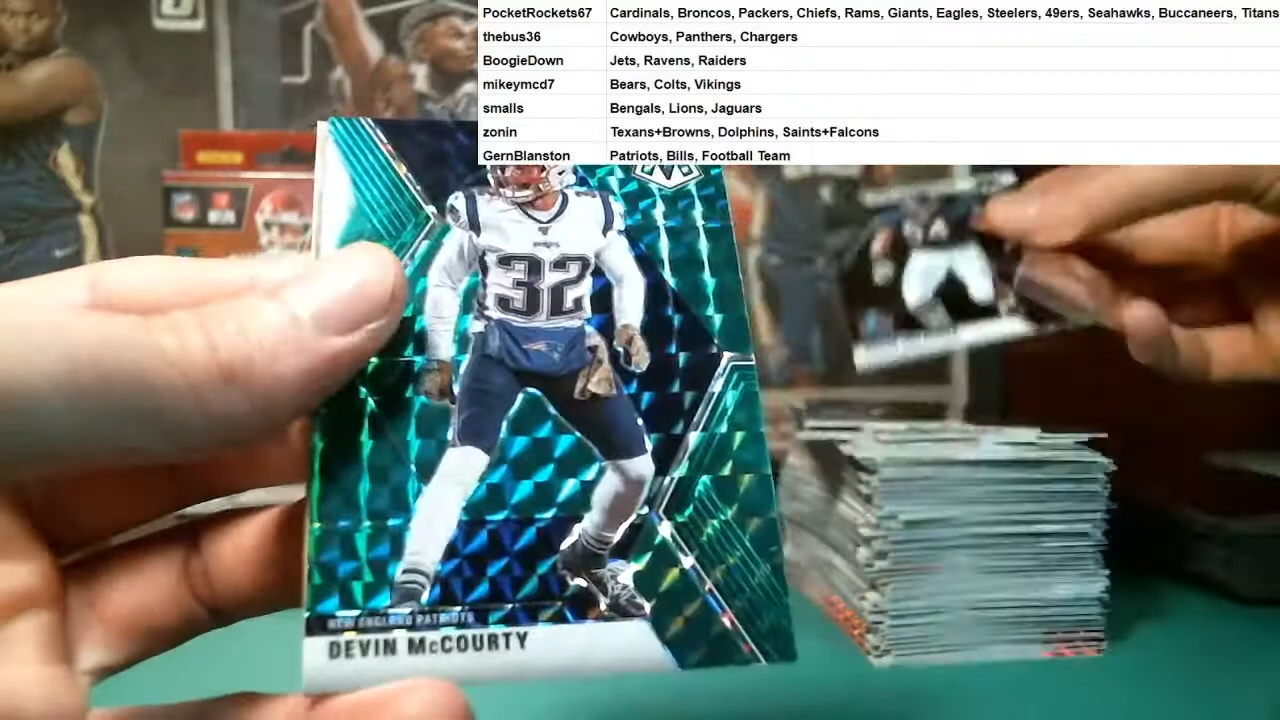 PocketRockets67 Cardinals, Broncos, Packers, Chiefs, Rams, Giants, Eagles, Steelers, 49ers, Seahawks, Buccaneers, Titans
thebus36 Cowboys, Panthers, Chargers
BoogieDown Jets, Ravens, Raiders
mikeymcd7 Bears, Colts, Vikings
smalls Bengals, Lions, Jaguars
zonin Texans+Browns, Dolphins, Saints+Falcons
GernBlanston Patriots, Bills, Football Team
32
NEW ENGLAND PATRIOTS
DEVIN McCOURTY